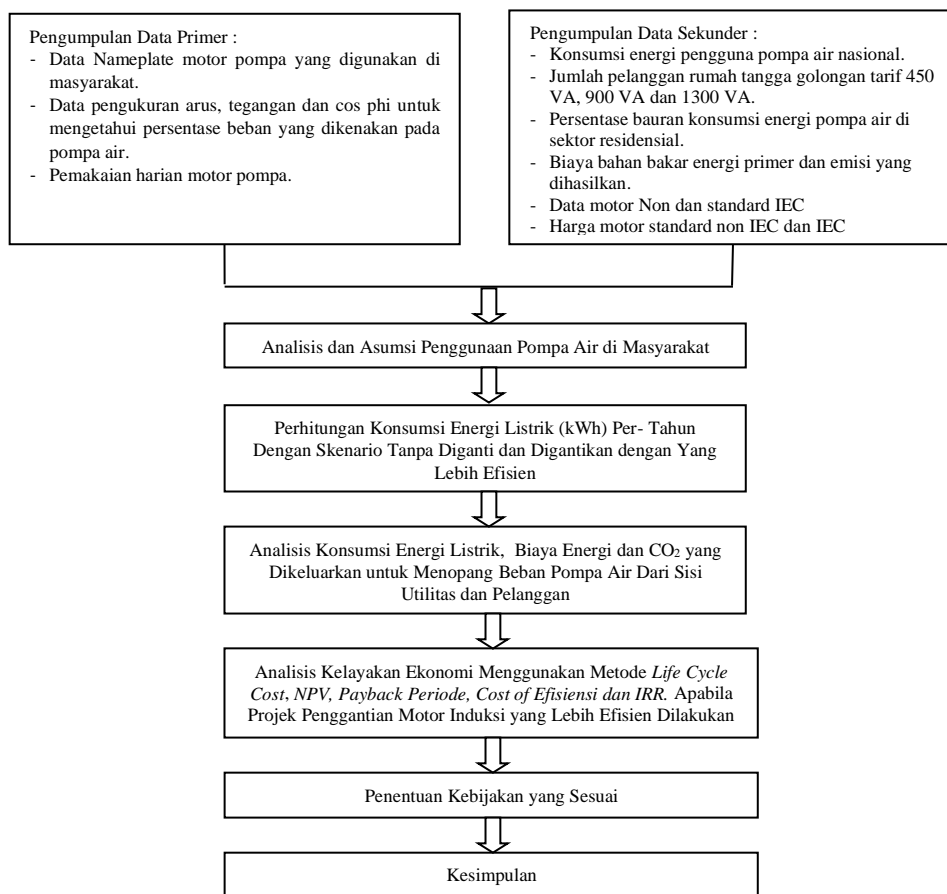 Pengumpulan Data Primer :
- Data Nameplate motor pompa yang digunakan di
masyarakat.
- Data pengukuran arus, tegangan dan cos phi untuk
mengetahui persentase beban yang dikenakan pada
pompa air.
- Pemakaian harian motor pompa.
Pengumpulan Data Sekunder :
- Konsumsi energi pengguna pompa air nasional.
- Jumlah pelanggan rumah tangga golongan tarif 450
VA, 900 VA dan 1300 VA.
- Persentase bauran konsumsi energi pompa air di
sektor residensial.
- Biaya bahan bakar energi primer dan emisi yang
dihasilkan.
- Data motor Non dan standard IEC
- Harga motor standard non IEC dan IEC
Analisis dan Asumsi Penggunaan Pompa Air di Masyarakat
Perhitungan Konsumsi Energi Listrik (kWh) Per- Tahun
Dengan Skenario Tanpa Diganti dan Digantikan dengan Yang
Lebih Efisien
Analisis Konsumsi Energi Listrik, Biaya Energi dan CO₂ yang
Dikeluarkan untuk Menopang Beban Pompa Air Dari Sisi
Utilitas dan Pelanggan
Analisis Kelayakan Ekonomi Menggunakan Metode Life Cycle
Cost, NPV, Payback Periode, Cost of Efisiensi dan IRR. Apabila
Projek Penggantian Motor Induksi yang Lebih Efisien Dilakukan
Penentuan Kebijakan yang Sesuai
Kesimpulan